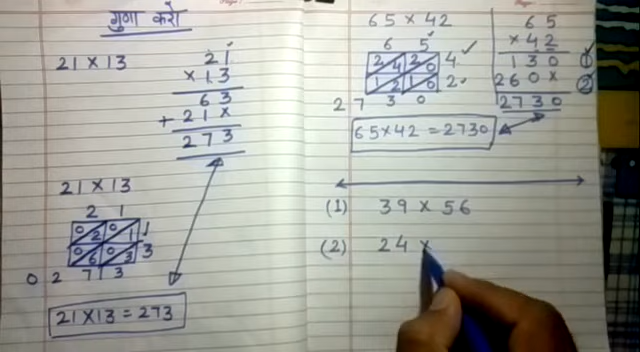 गुणा करो
21 × 13
21
× 13
63
+ 21×
273
21 × 13
2 1
0 2 0 1 1
0 6 0 3 3
0 2 7 3
21 × 13 = 273
65 × 42
6 5
2 4 2 0 4
1 2 1 0 2
2 7 3 0
65 × 42 = 2730
65
× 42
130 ①
260× ②
2730
(1) 39 × 56
(2) 24 ×